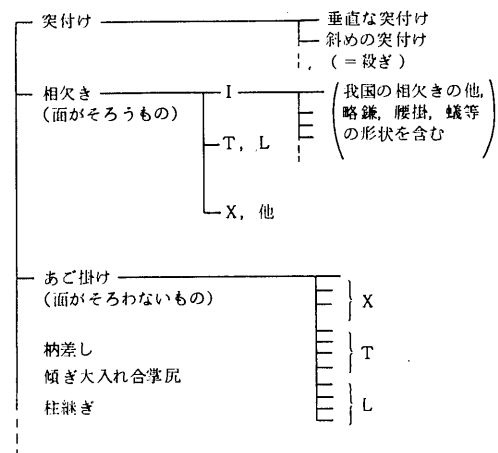 突付け
垂直な突付け
斜めの突付け
(=殺ぎ)
相欠き
(面がそろうもの)
I
(我国の相欠きの他,
略鎌, 腰掛, 蟻等
の形状を含む)
T, L
X, 他
あご掛け
(面がそろわないもの)
X
枘差し
T
傾ぎ大入れ合掌尻
柱継ぎ
L